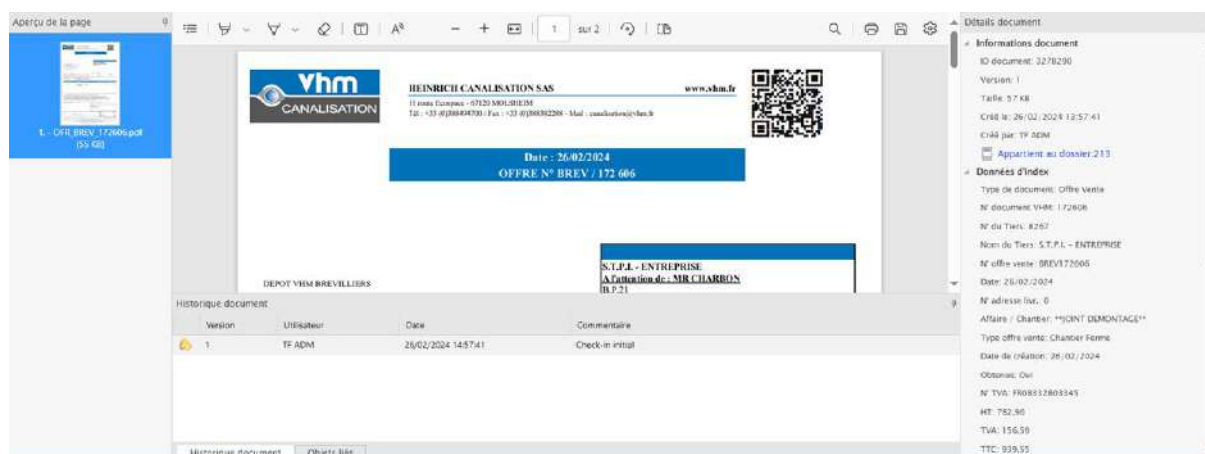 Aperçu de la page
1. - OFR_BREV_172606.pdf
[55 KB]
1 sur 2
Vhm
CANALISATION
HEINRICH CANALISATION SAS
www.vhm.fr
11 route Ecospace - 67120 MOLSHEIM
Date : 26/02/2024
OFFRE N° BREV / 172 606
S.T.P.I. - ENTREPRISE
A l'attention de : MR CHARBON
B.P.21
DEPOT VHM BREVILLIERS
Historique document
Version Utilisateur Date Commentaire
1 TF ADM 26/02/2024 14:57:41 Check-in initial
Historique document Objets liés
Détails document
Informations document
ID document: 3278290
Version: 1
Taille: 57 KB
Créé le: 26/02/2024 13:57:41
Créé par: TF ADM
Appartient au dossier:213
Données d'index
Type de document: Offre vente
N° document VHM: 172606
N° du Tiers: 8267
Nom du Tiers: S.T.P.I. - ENTREPRISE
N° offre vente: BREV172606
Date: 26/02/2024
N° adresse livr.: 0
Affaire / Chantier: **JOINT DEMONTAGE**
Type offre vente: Chantier Ferme
Date de création: 26/02/2024
Obtenue: Oui
N° TVA: FR08332803345
HT: 782,96
TVA: 156,59
TTC: 939,55